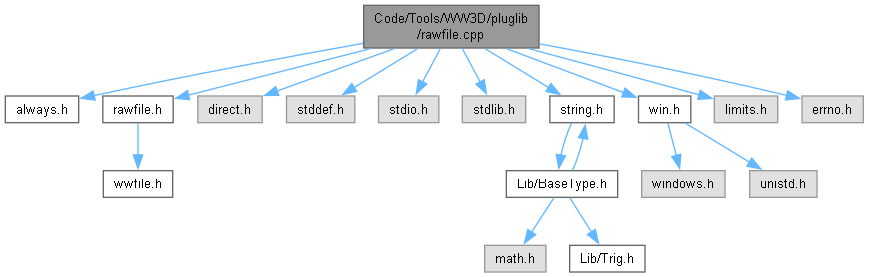 Code/Tools/WW3D/pluglib
/rawfile.cpp
always.h
rawfile.h
direct.h
stddef.h
stdio.h
stdlib.h
string.h
win.h
limits.h
errno.h
wwfile.h
Lib/BaseType.h
windows.h
unistd.h
math.h
Lib/Trig.h